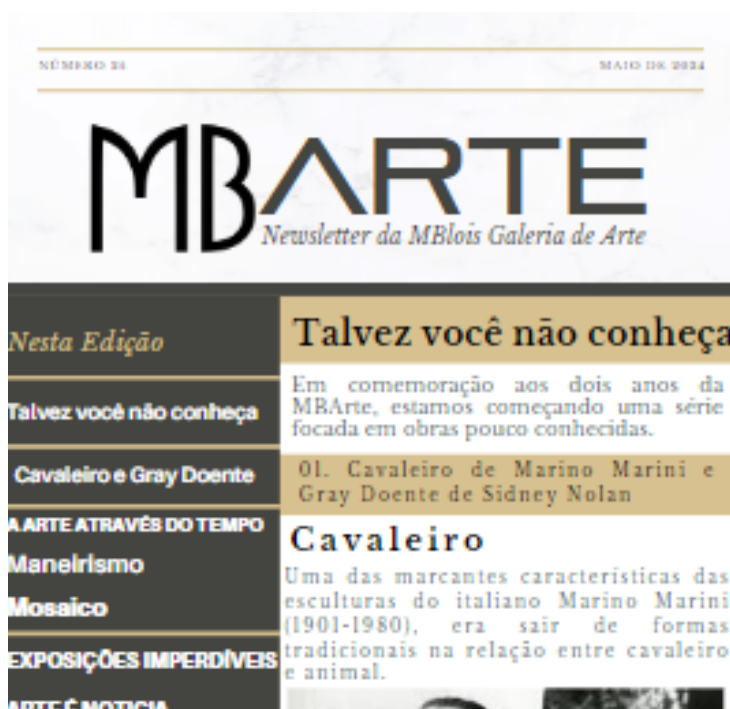 MAIO DE 2024
MBARTE
Newsletter da MBlois Galeria de Arte
Nesta Edição
Talvez você não conheça
Cavaleiro e Gray Doente
A ARTE ATRAVÉS DO TEMPO
Maneirismo
Mosaico
EXPOSIÇÕES IMPERDÍVEIS
ARTE É NOTICIA
Talvez você não conheça
Em comemoração aos dois anos da
MBArte, estamos começando uma série
focada em obras pouco conhecidas.
01. Cavaleiro de Marino Marini e
Gray Doente de Sidney Nolan
Cavaleiro
Uma das marcantes características das
esculturas do italiano Marino Marini
(1901-1980), era sair de formas
tradicionais na relação entre cavaleiro
e animal.